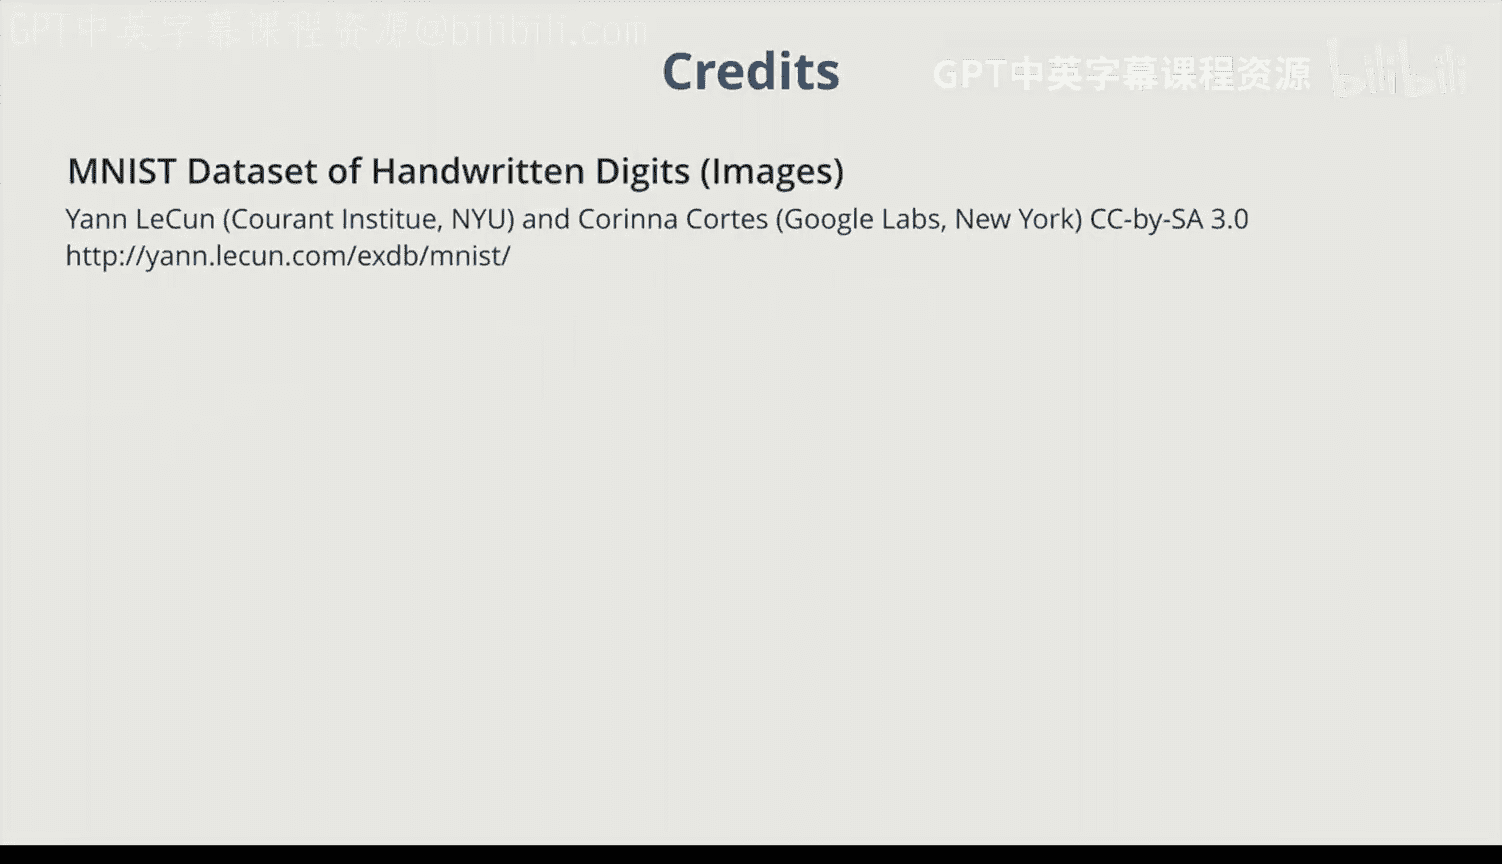 GPT中英字幕课程资源@bilibili.com
Credits
GPT中英字幕课程资源 bilibili
MNIST Dataset of Handwritten Digits (Images)
Yann LeCun (Courant Institue, NYU) and Corinna Cortes (Google Labs, New York) CC-by-SA 3.0
http://yann.lecun.com/exdb/mnist/